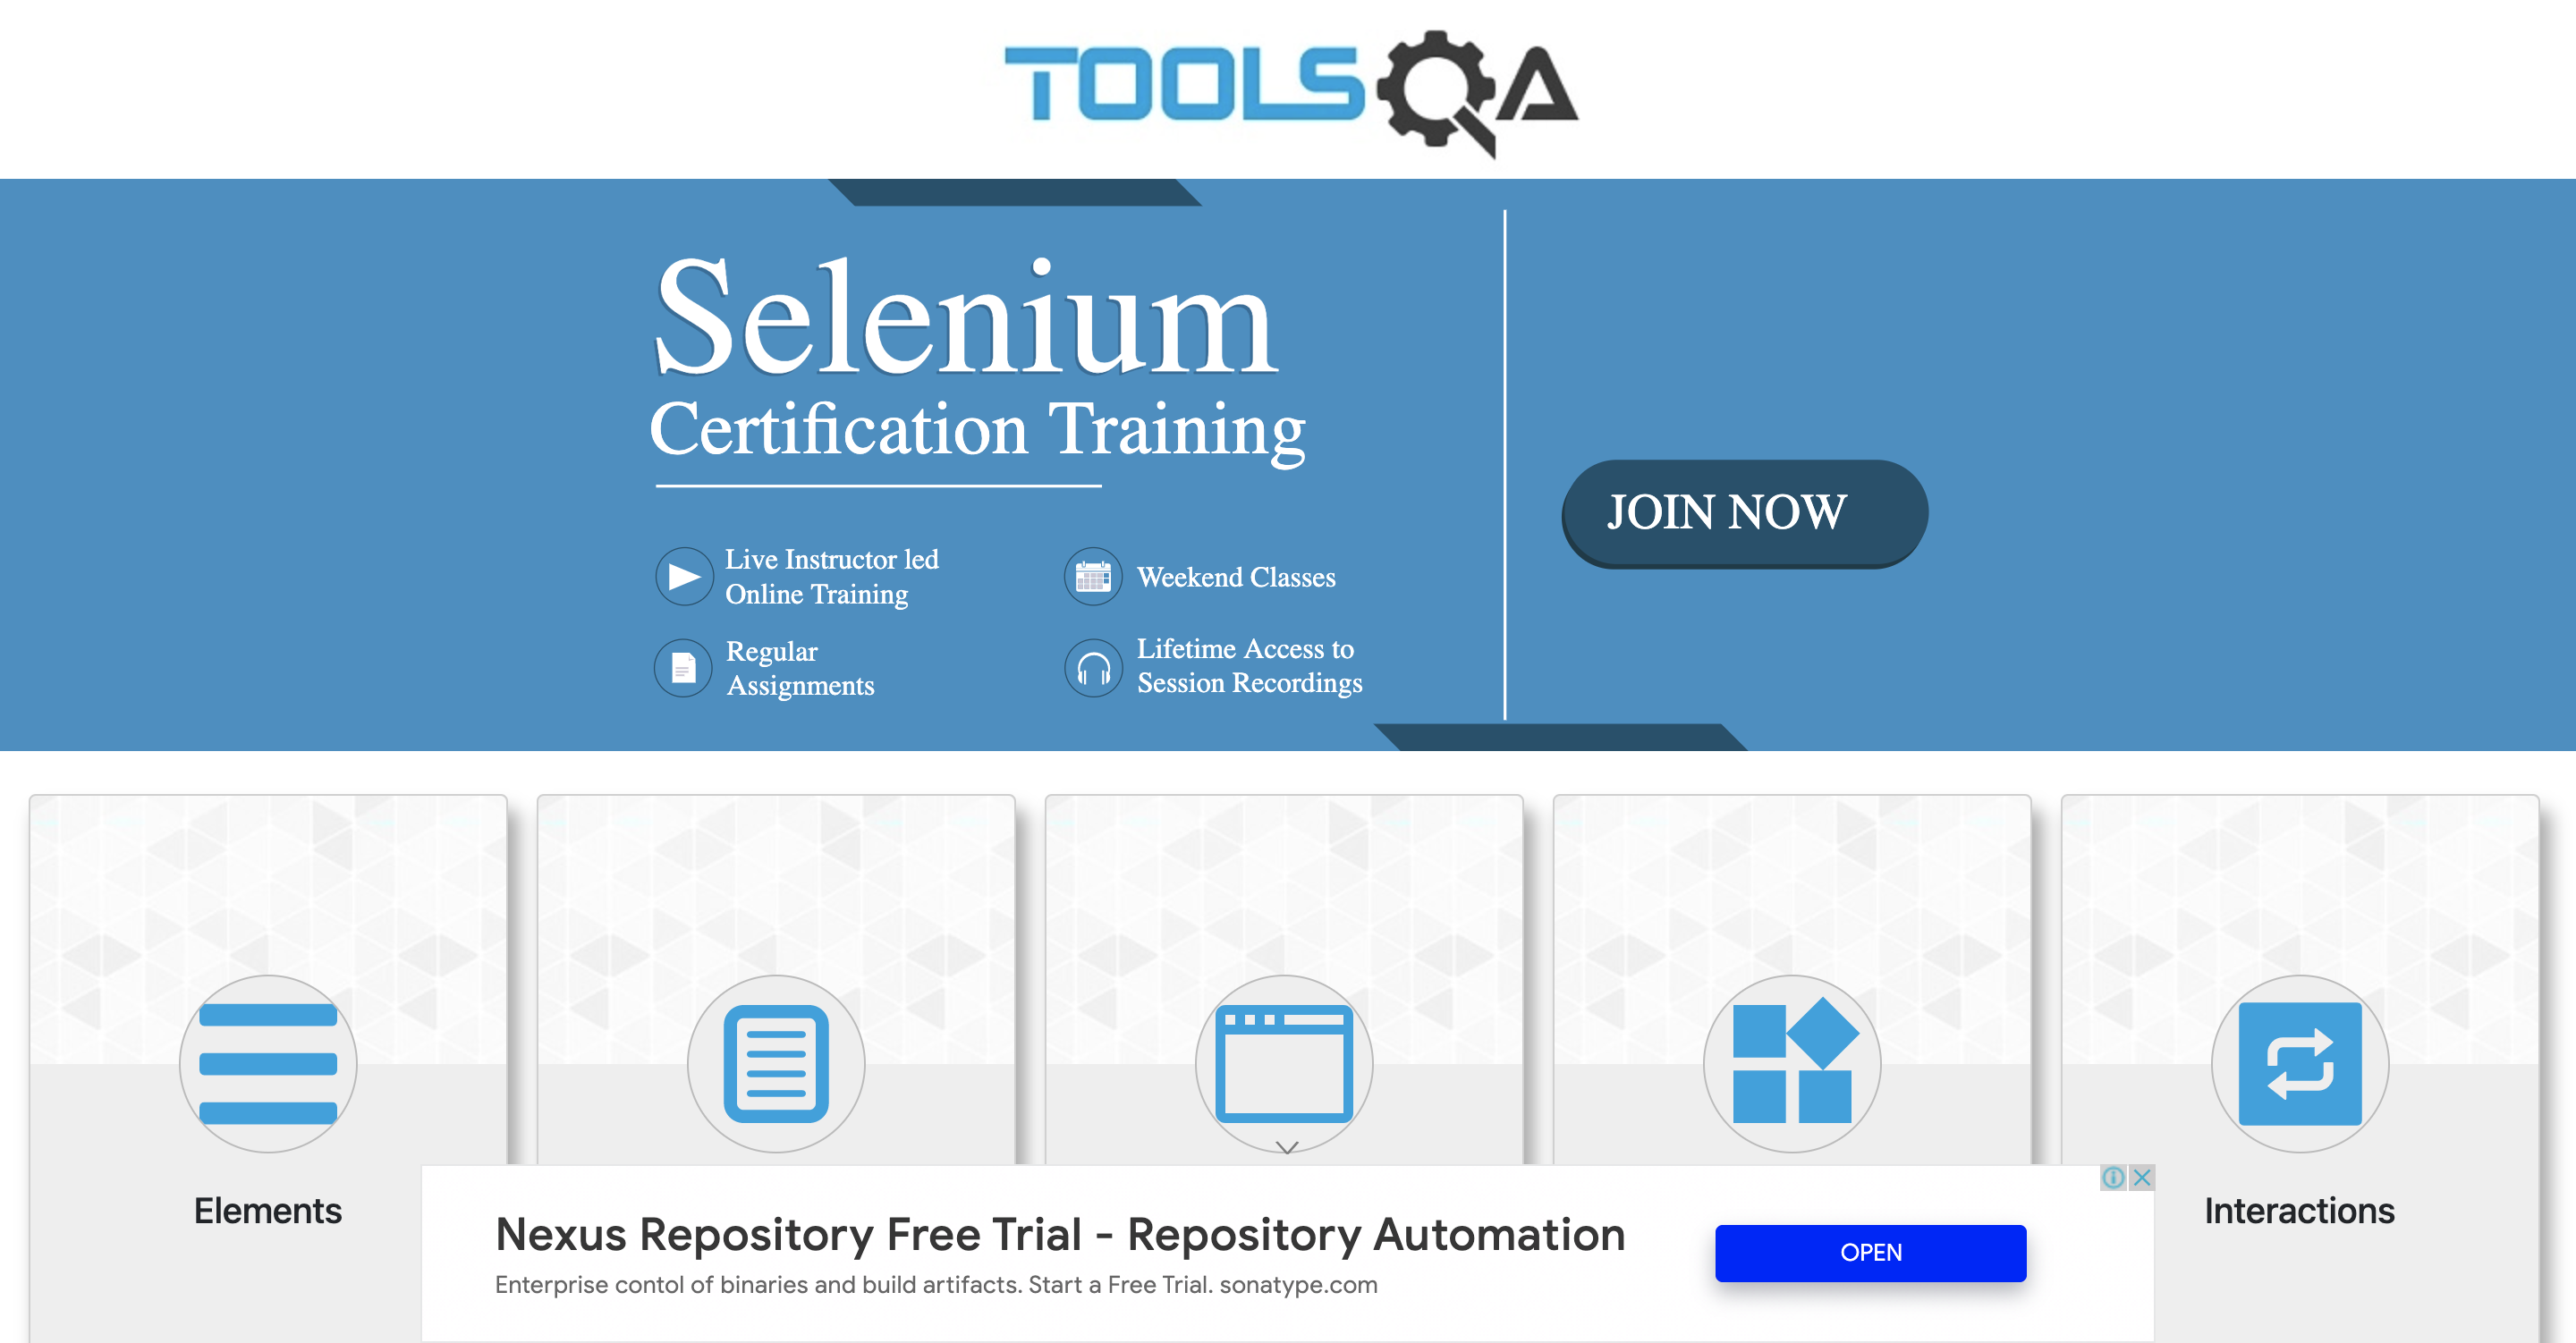 TOOLSQA
Selenium
Certification Training
JOIN NOW
Live Instructor led
Online Training
Weekend Classes
Regular
Assignments
Lifetime Access to
Session Recordings
Elements
Interactions
Nexus Repository Free Trial - Repository Automation
Enterprise contol of binaries and build artifacts. Start a Free Trial. sonatype.com
OPEN